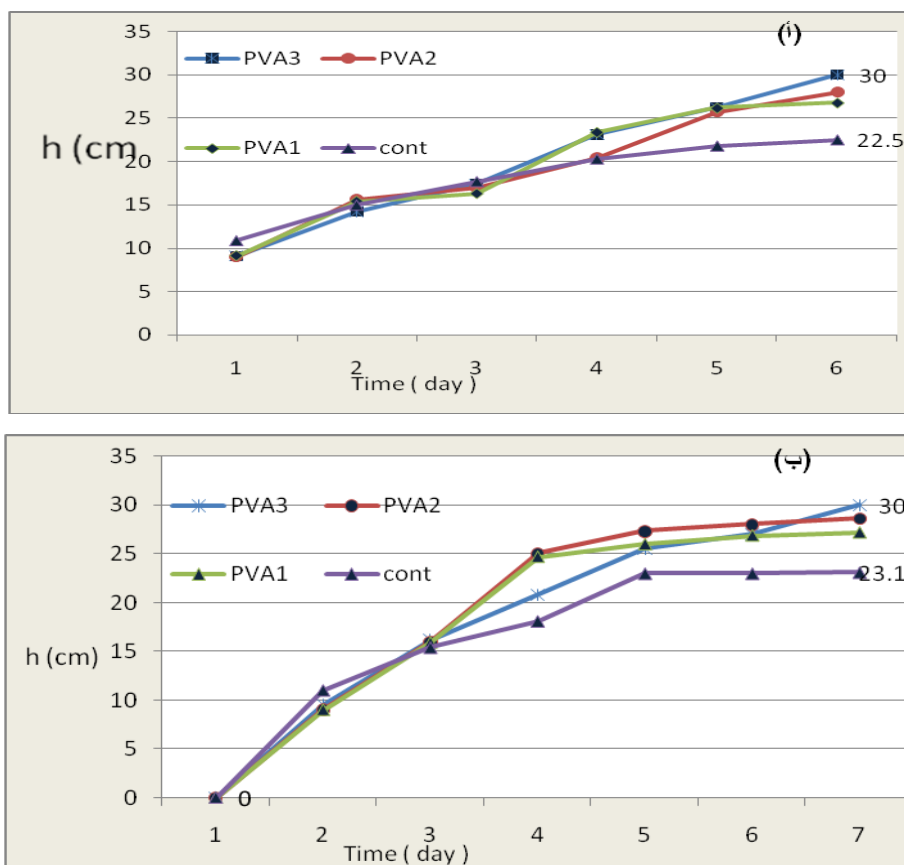 35
(أ)
PVA3 PVA2
30
30
25
h (cm
PVA1 cont
22.5
20
15
10
5
0
1 2 3 4 5 6
Time ( day )
35
(ب)
30
PVA3 PVA2
30
25
PVA1 cont
23.1
20
15
h (cm)
10
5
0
0
1 2 3 4 5 6 7
Time ( day )